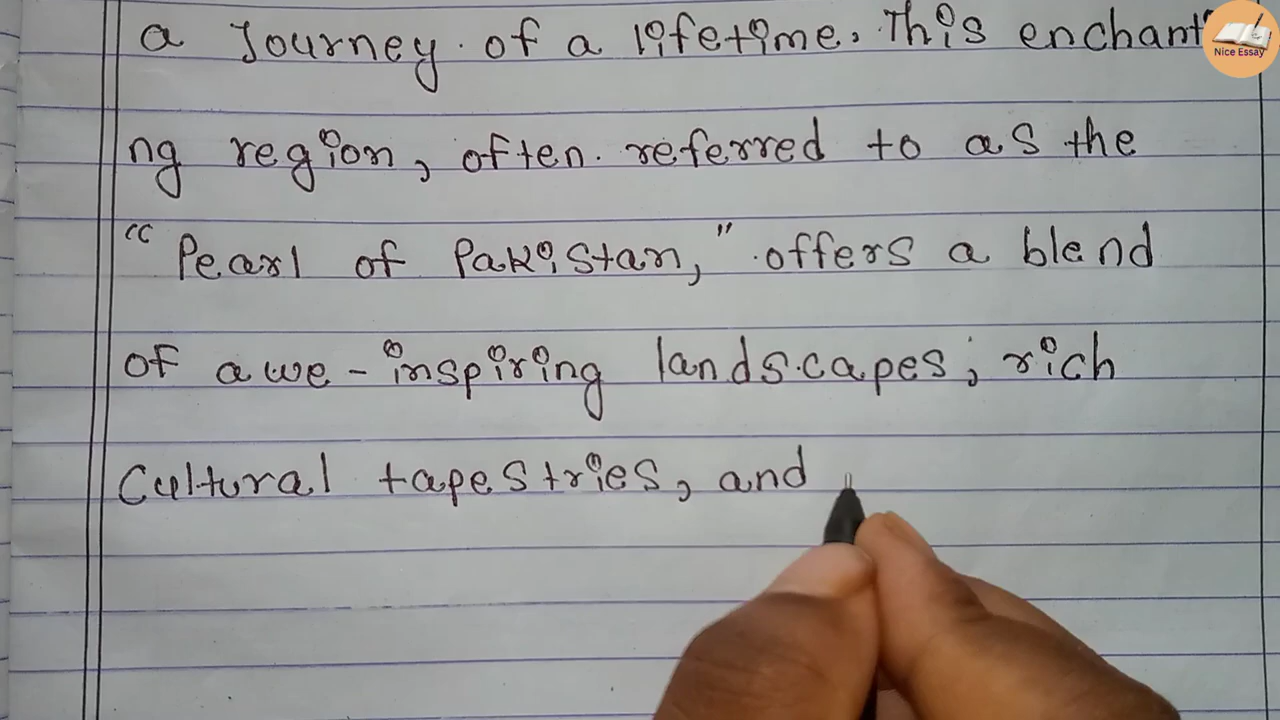 a Journey of a lifetime. This enchanti
ng region, often referred to as the
“Pearl of Pakistan,” offers a blend
of awe-inspiring landscapes, rich
Cultural tapestries, and
Nice Essay